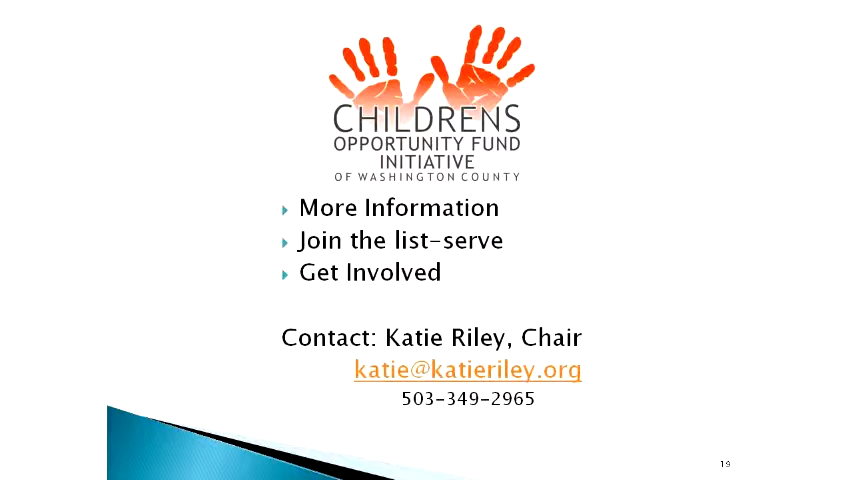 CHILDRENS
OPPORTUNITY FUND
INITIATIVE
OF WASHINGTON COUNTY
More Information
Join the list-serve
Get Involved
Contact: Katie Riley, Chair
katie@katieriley.org
503-349-2965
19